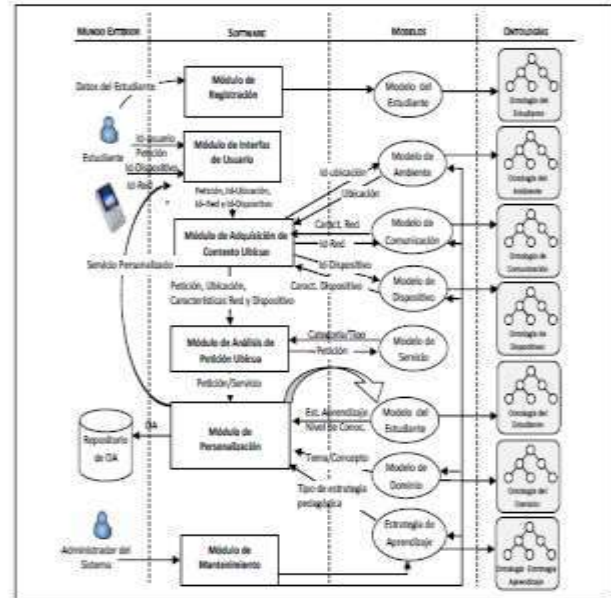 MUNDO EXTERIOR
SOFTWARE
MODELOS
ONTOLOGÍAS
Datos del Estudiante
Módulo de
Registración
Modelo del
Estudiante
Ontología del
Estudiante
Estudiante
Id-Usuario
Petición
Id-Dispositivo
Id-Red
Módulo de Interfas
de Usuario
Petición, Id-Ubicación,
Id-Red y Id-Dispositivo
Id-ubicación
Ubicación
Modelo de
Ambiente
Ontología del
Ambiente
Módulo de Adquisición de
Contexto Ubicuo
Caract. Red
Id-Red
Modelo de
Comunicación
Ontología de
Comunicación
Servicio Personalizado
Id-Dispositivo
Caract. Dispositivo
Modelo de
Dispositivo
Ontología de
Dispositivo
Petición, Ubicación,
Características Red y Dispositivo
Módulo de Análisis de
Petición Ubicua
Categoría/Tipo
Petición
Modelo de
Servicio
Petición/Servicio
Repositorio
de OA
OA
Módulo de
Personalización
Est. Aprendizaje
Nivel de Conoc.
Modelo del
Estudiante
Ontología del
Estudiante
Tema/Concepto
Modelo de
Dominio
Ontología del
Dominio
Tipo de estrategia
pedagógica
Estrategia de
Aprendizaje
Ontología Estrategia
Aprendizaje
Administrador del
Sistema
Módulo de
Mantenimiento